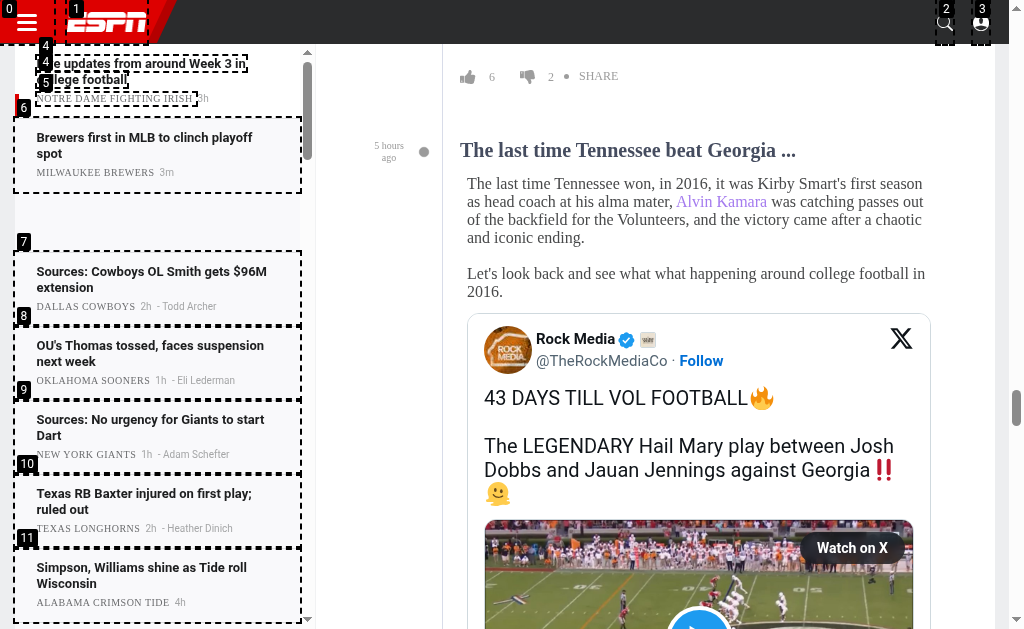 0
1
ESPN
2
3
4
4
5
updates from around Week 3 in
college football
NOTRE DAME FIGHTING IRISH 3h
6
Brewers first in MLB to clinch playoff
spot
MILWAUKEE BREWERS 3m
7
Sources: Cowboys OL Smith gets $96M
extension
DALLAS COWBOYS 2h - Todd Archer
8
OU's Thomas tossed, faces suspension
next week
OKLAHOMA SOONERS 1h - Eli Lederman
9
Sources: No urgency for Giants to start
Dart
NEW YORK GIANTS 1h - Adam Schefter
10
Texas RB Baxter injured on first play;
ruled out
TEXAS LONGHORNS 2h - Heather Dinich
11
Simpson, Williams shine as Tide roll
Wisconsin
ALABAMA CRIMSON TIDE 4h
6 2 SHARE
5 hours
ago
The last time Tennessee beat Georgia ...
The last time Tennessee won, in 2016, it was Kirby Smart's first season
as head coach at his alma mater, Alvin Kamara was catching passes out
of the backfield for the Volunteers, and the victory came after a chaotic
and iconic ending.
Let's look back and see what what happening around college football in
2016.
ROCK
MEDIA
Rock Media
@TheRockMediaCo · Follow
43 DAYS TILL VOL FOOTBALL🔥
The LEGENDARY Hail Mary play between Josh
Dobbs and Jauan Jennings against Georgia‼️
🫠
Watch on X